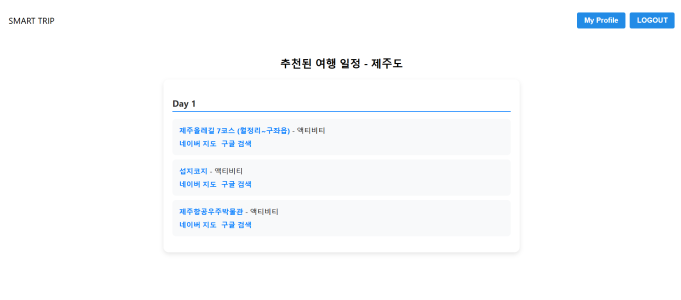 SMART TRIP
My Profile LOGOUT
추천된 여행 일정 - 제주도
Day 1
제주올레길 7코스 (월정리~구좌읍) - 액티비티
네이버 지도 구글 검색
섭지코지 - 액티비티
네이버 지도 구글 검색
제주항공우주박물관 - 액티비티
네이버 지도 구글 검색